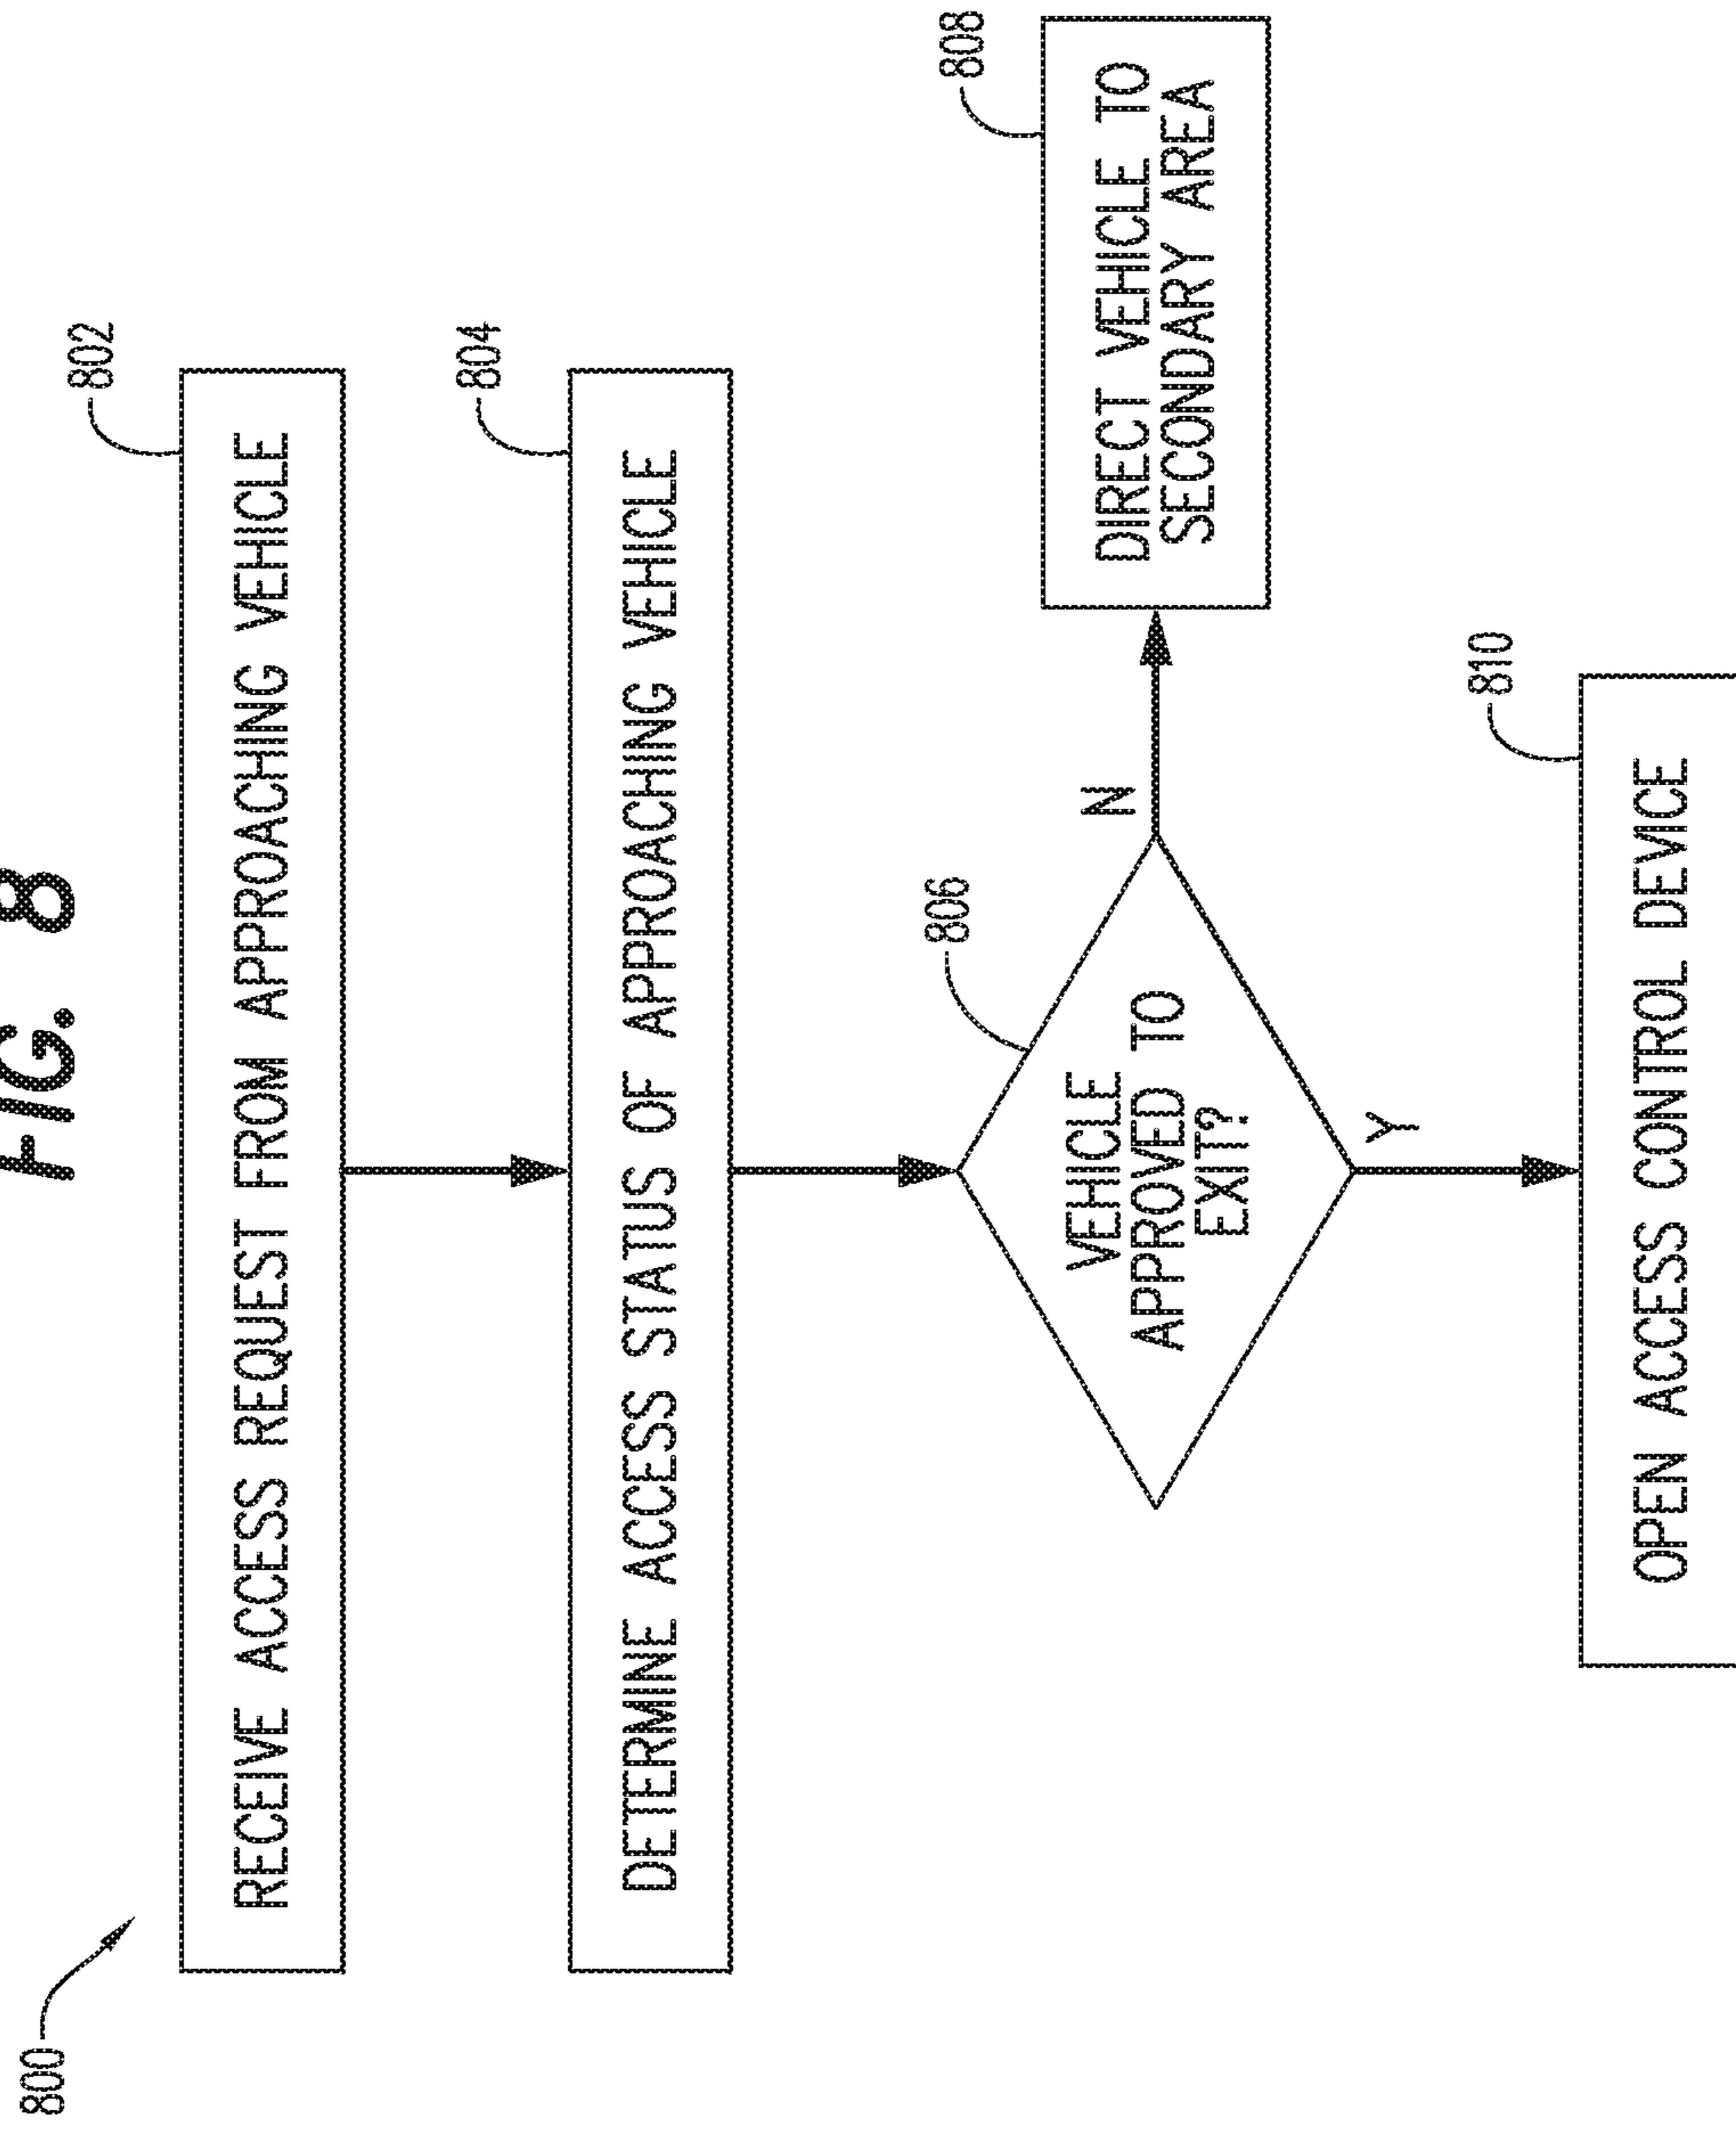 FIG. 8
800
802
RECEIVE ACCESS REQUEST FROM APPROACHING VEHICLE
804
DETERMINE ACCESS STATUS OF APPROACHING VEHICLE
806
VEHICLE
APPROVED TO
EXIT?
N
808
DIRECT VEHICLE TO
SECONDARY AREA
Y
810
OPEN ACCESS CONTROL DEVICE